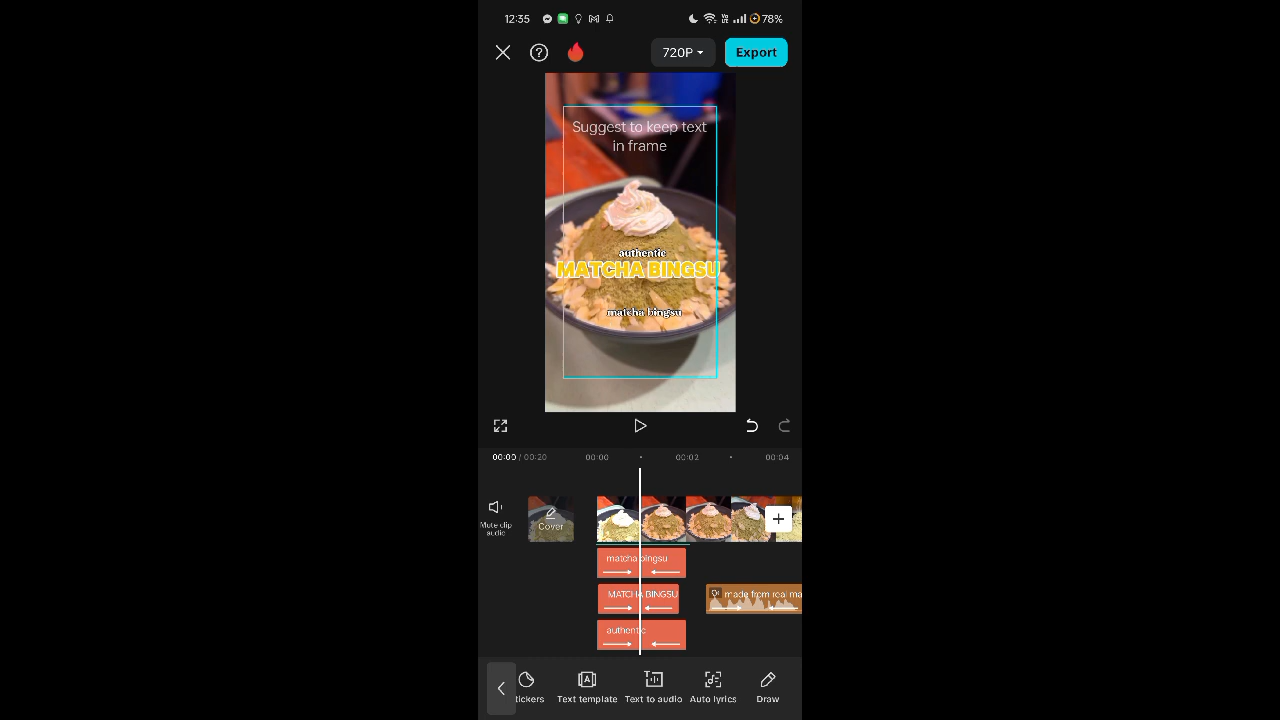 12:35
78%
720P
Export
Suggest to keep text
in frame
authentic
MATCHA BINGSU
matcha bingsu
00:00 / 00:20
00:00
00:02
00:04
Mute clip
audio
Cover
matcha bingsu
MATCHA BINGSU
made from real ma
authentic
tickers
Text template
Text to audio
Auto lyrics
Draw